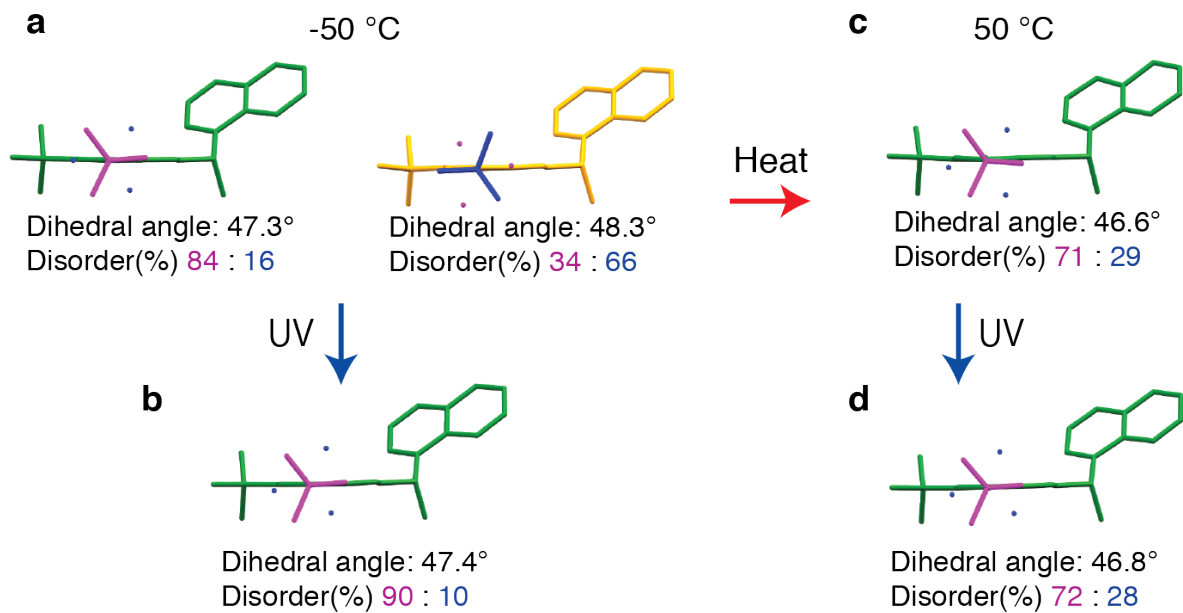 a
-50 °C
c
50 °C
Heat
Dihedral angle: 47.3°
Disorder(%) 84 : 16
Dihedral angle: 48.3°
Disorder(%) 34 : 66
Dihedral angle: 46.6°
Disorder(%) 71 : 29
UV
UV
b
d
Dihedral angle: 47.4°
Disorder(%) 90 : 10
Dihedral angle: 46.8°
Disorder(%) 72 : 28